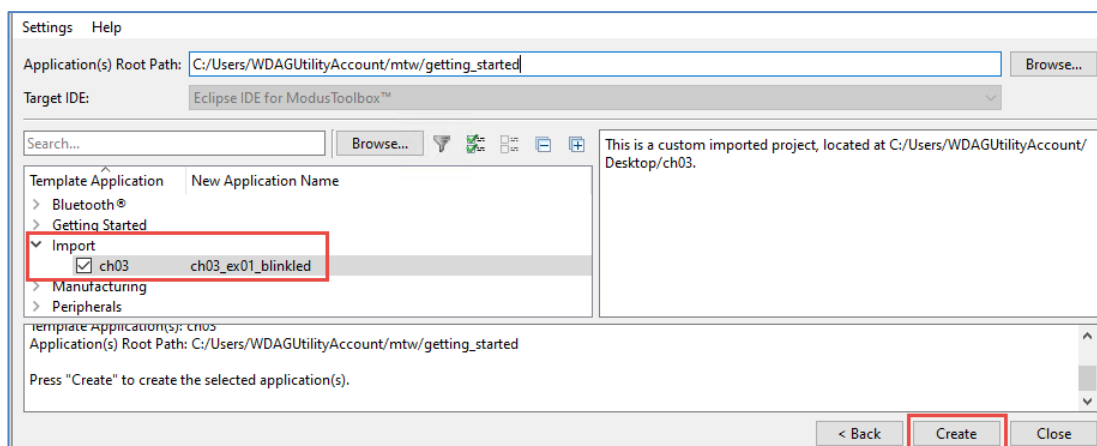 Settings Help
Application(s) Root Path: C:/Users/WDAGUtilityAccount/mtw/getting_started Browse...
Target IDE: Eclipse IDE for ModusToolbox™
Search... Browse...
Template Application New Application Name
Bluetooth®
Getting Started
Import
ch03 ch03_ex01_blinkled
Manufacturing
Peripherals
This is a custom imported project, located at C:/Users/WDAGUtilityAccount/
Desktop/ch03.
Template Application(s): ch03
Application(s) Root Path: C:/Users/WDAGUtilityAccount/mtw/getting_started
Press "Create" to create the selected application(s).
< Back Create Close